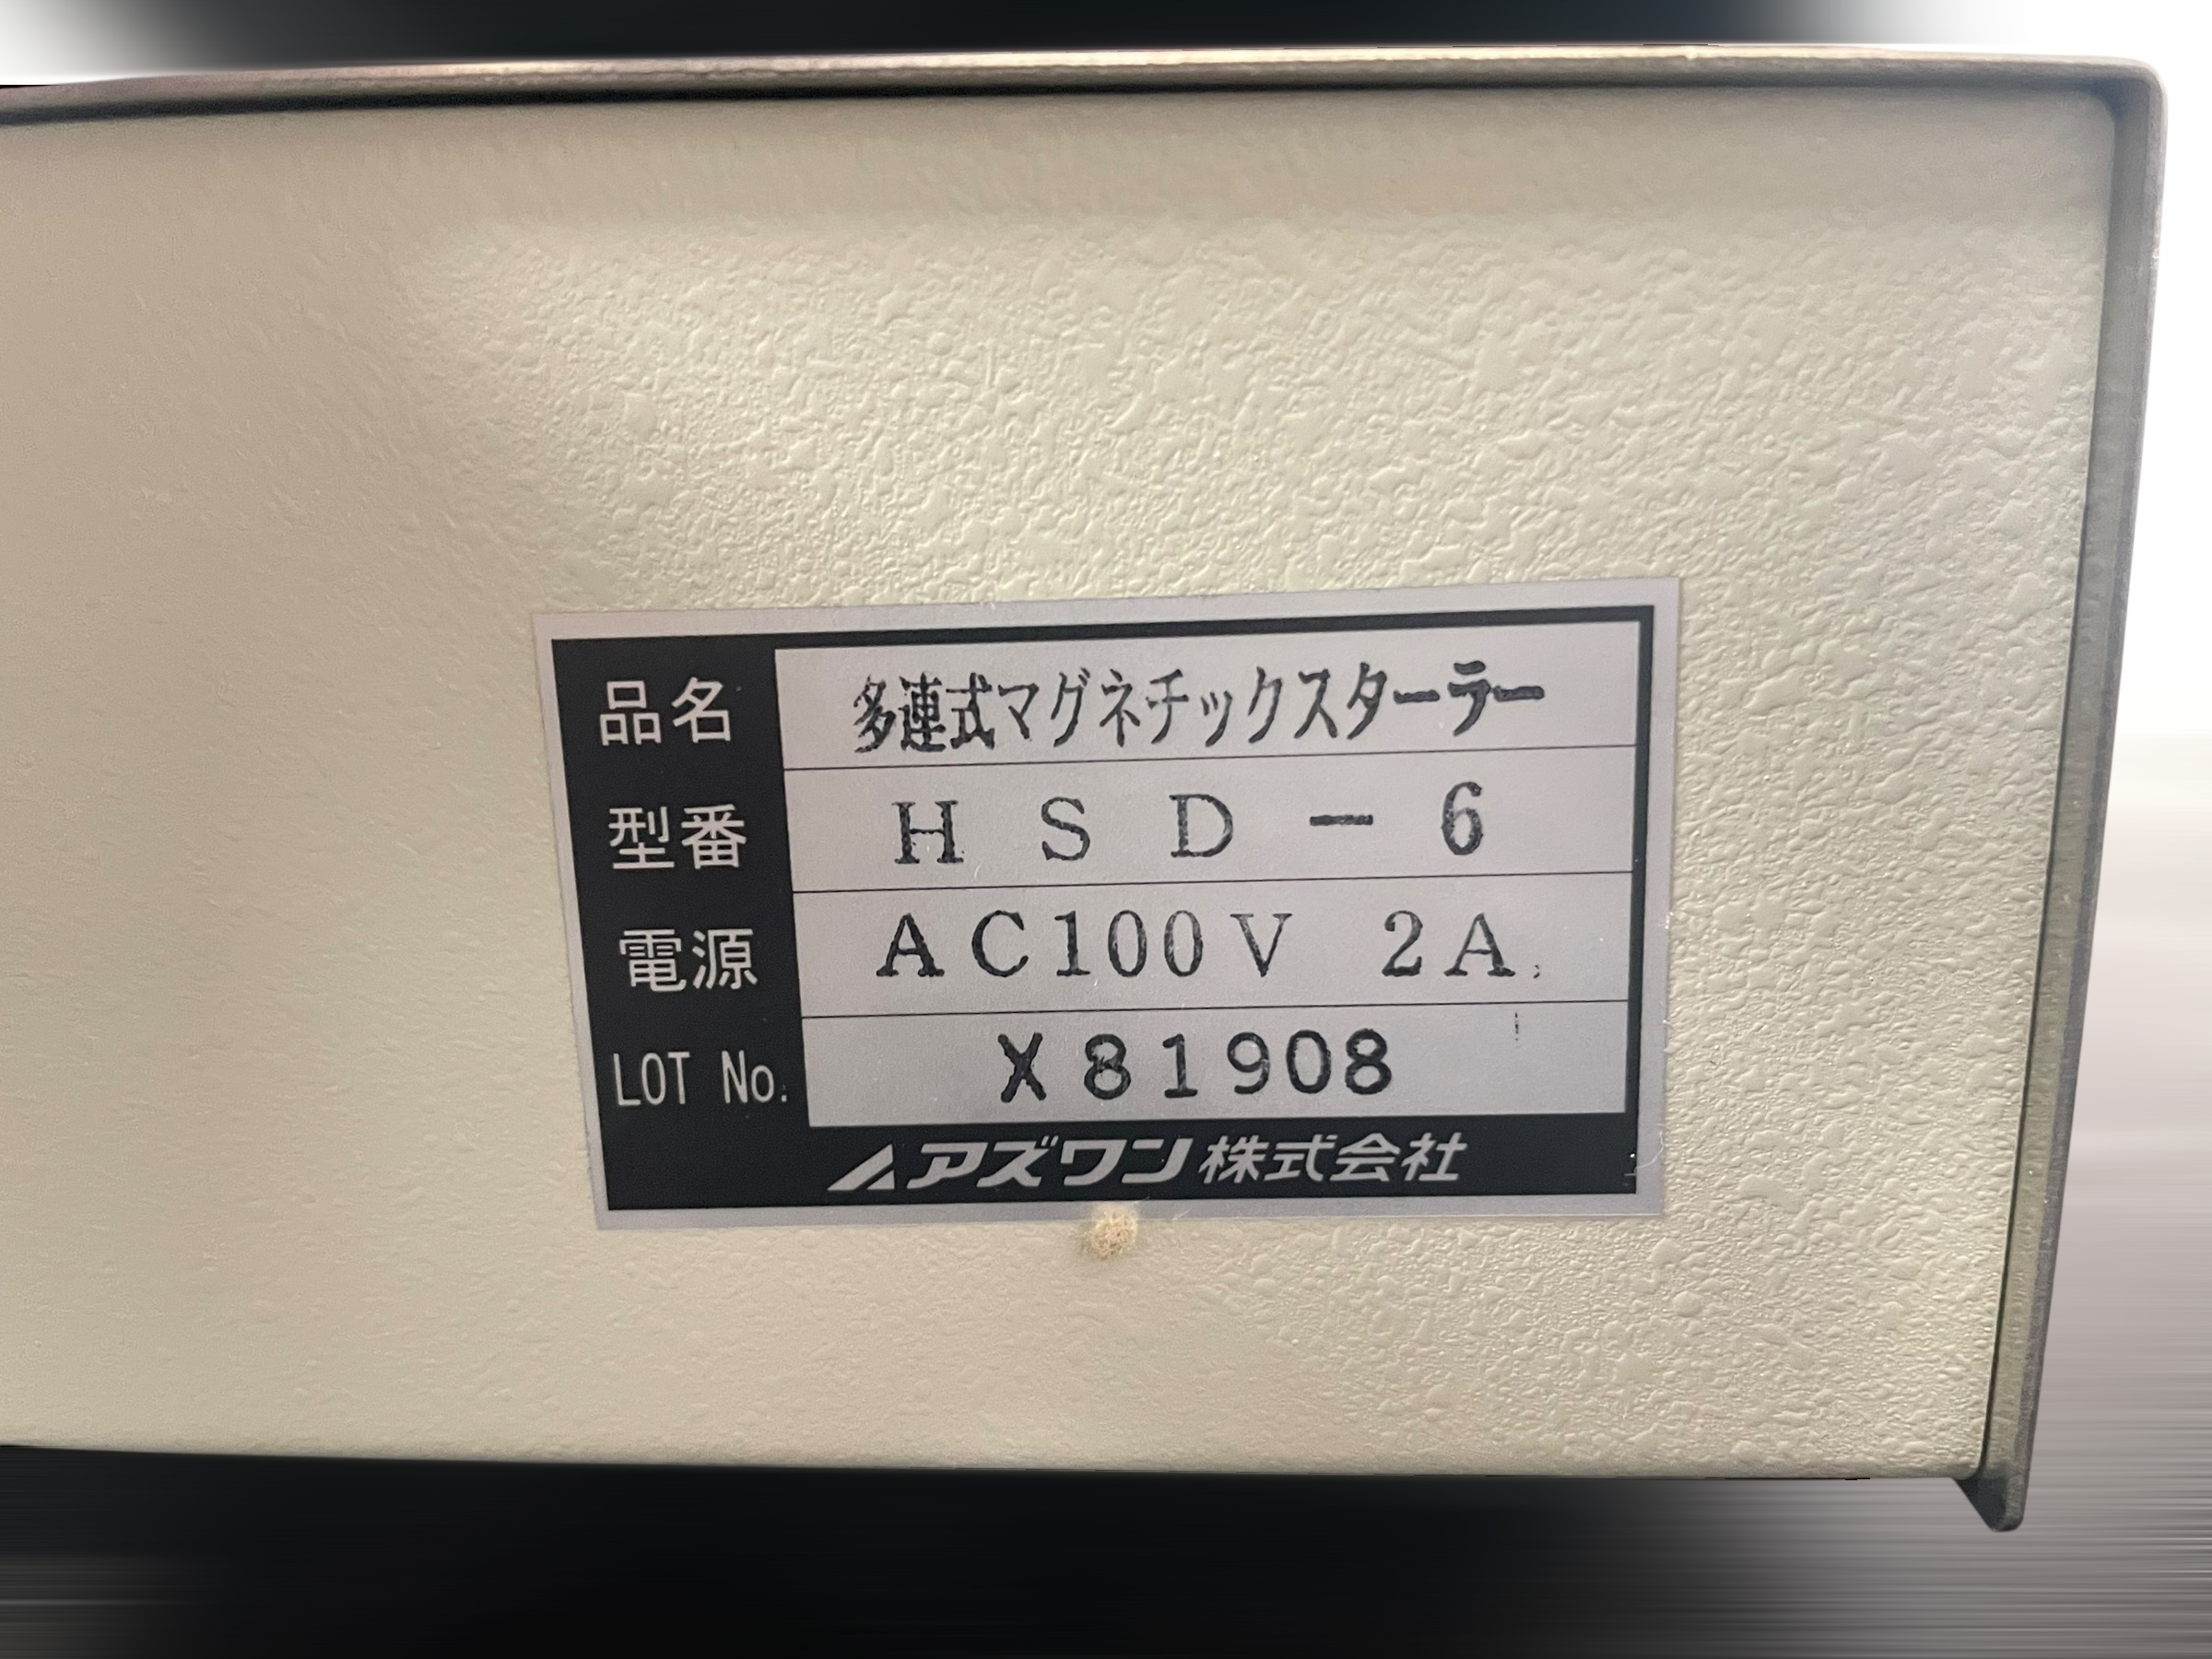 品名 多連式マグネチックスターラー
型番 HSD-6
電源 AC100V 2A
LOT No. X81908
アズワン株式会社